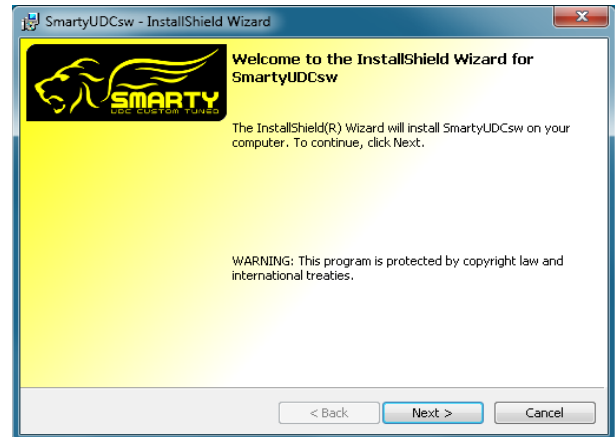 SmartyUDCsw - InstallShield Wizard
SMARTY
UDC CUSTOM TUNED
Welcome to the InstallShield Wizard for
SmartyUDCsw
The InstallShield(R) Wizard will install SmartyUDCsw on your
computer. To continue, click Next.
WARNING: This program is protected by copyright law and
international treaties.
< Back
Next >
Cancel